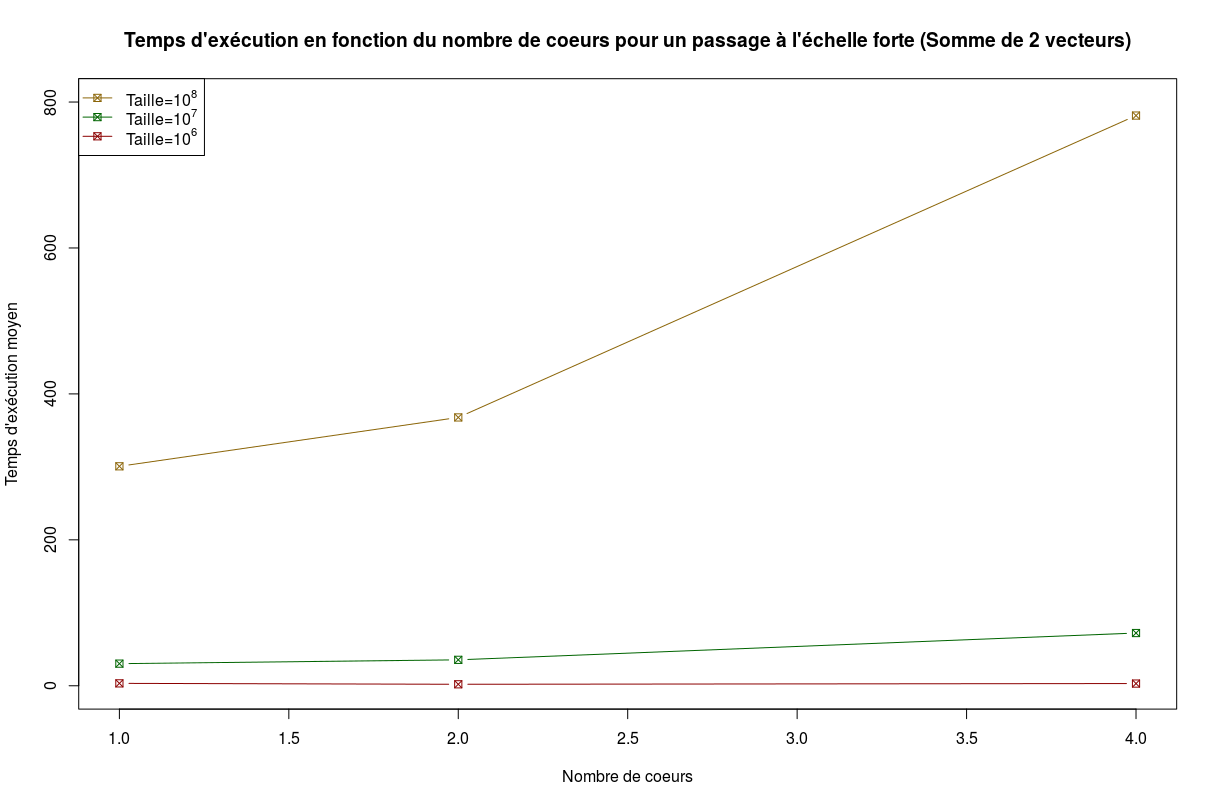 Temps d'exécution en fonction du nombre de coeurs pour un passage à l'échelle forte (Somme de 2 vecteurs)
Taille=10^8
Taille=10^7
Taille=10^6
Temps d'exécution moyen
800
600
400
200
0
1.0 1.5 2.0 2.5 3.0 3.5 4.0
Nombre de coeurs